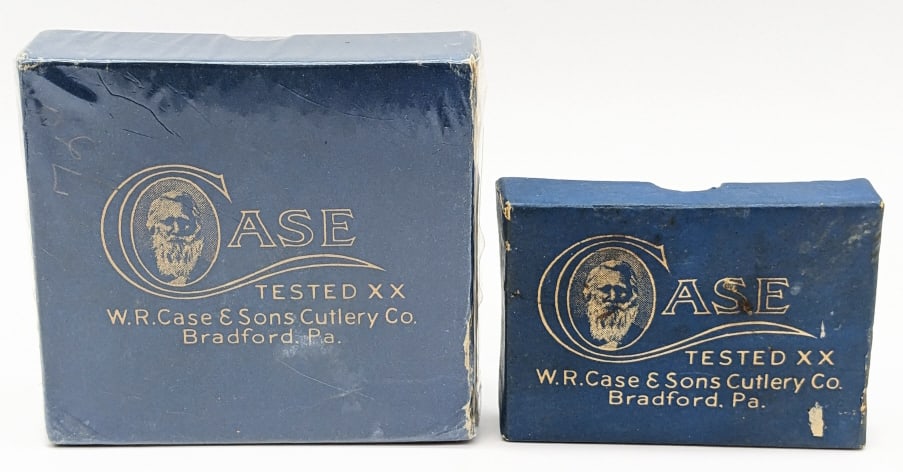 CASE
TESTED XX
W.R.Case & Sons Cutlery Co.
Bradford. Pa.
CASE
TESTED XX
W.R.Case & Sons Cutlery Co.
Bradford. Pa.